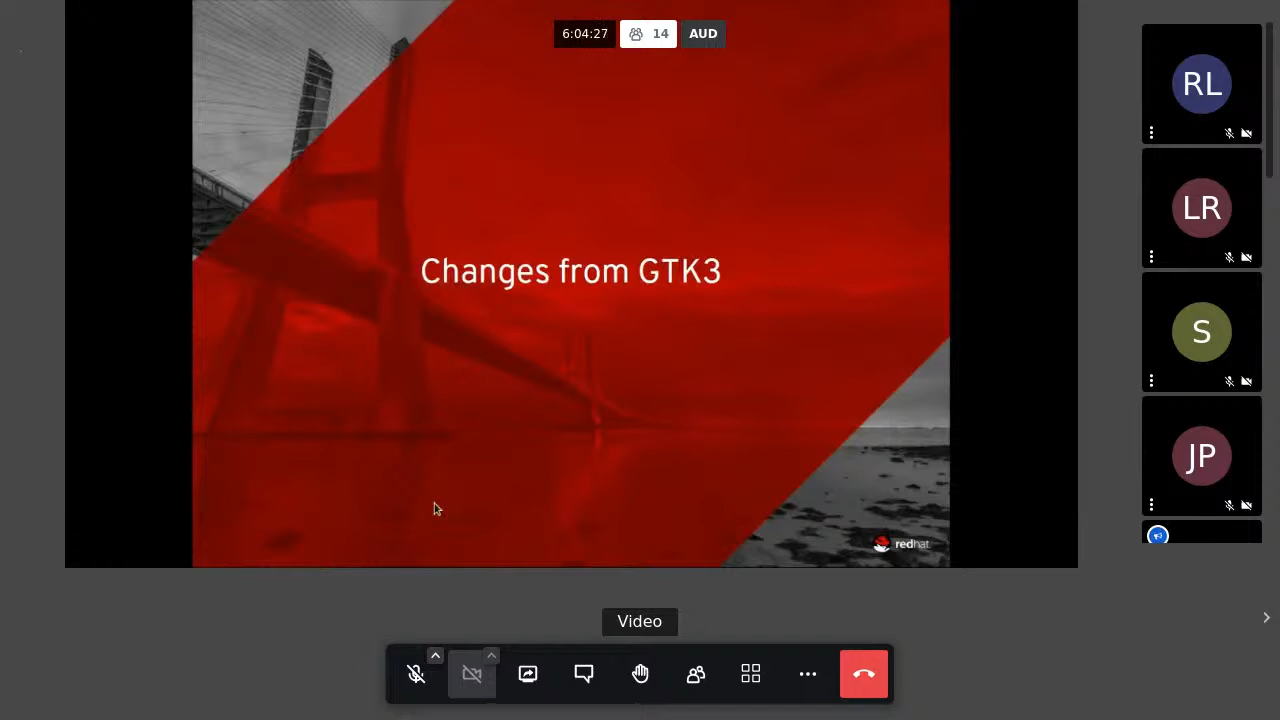 6:04:27
14
AUD
RL
Changes from GTK3
LR
S
JP
redhat.
Video